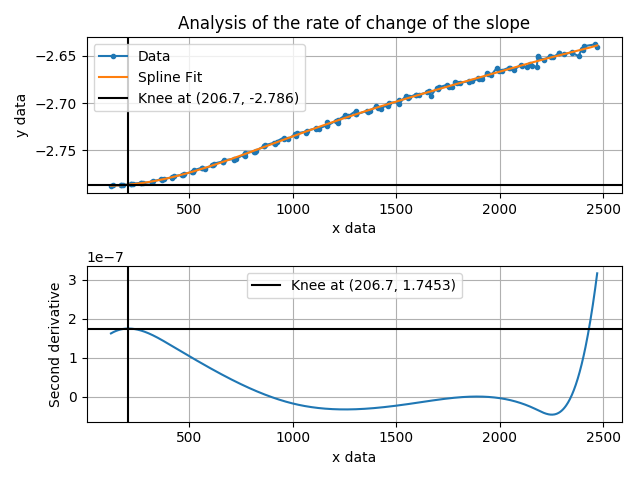 Analysis of the rate of change of the slope
Data
Spline Fit
Knee at (206.7, -2.786)
−2.65
−2.70
−2.75
y data
500
1000
1500
2000
2500
x data
1e−7
Knee at (206.7, 1.7453)
3
2
1
0
Second derivative
500
1000
1500
2000
2500
x data